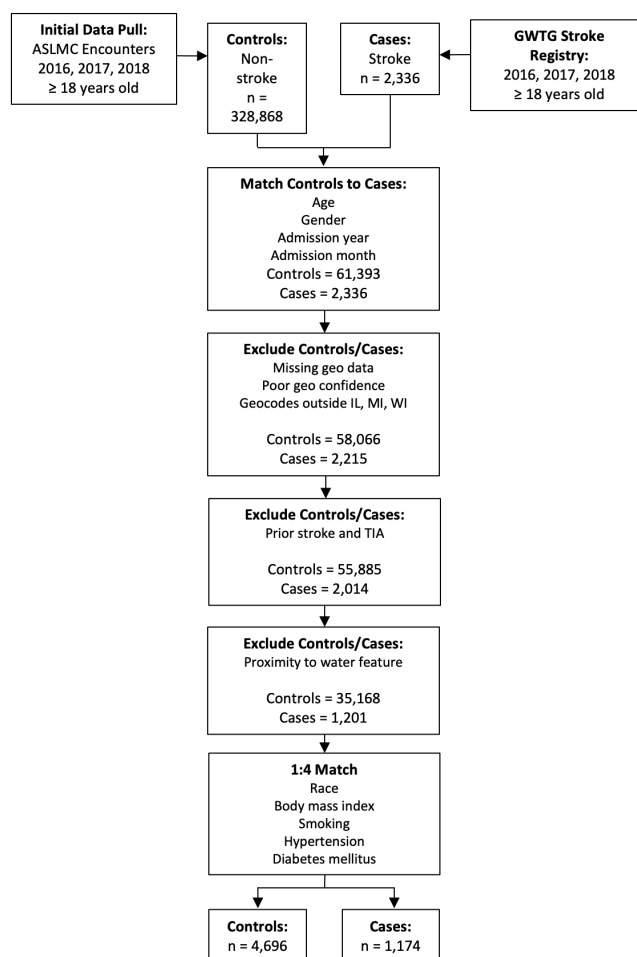 Initial Data Pull:
ASLMC Encounters
2016, 2017, 2018
≥ 18 years old
Controls:
Non-
stroke
n =
328,868
Cases:
Stroke
n = 2,336
GWTG Stroke
Registry:
2016, 2017, 2018
≥ 18 years old
Match Controls to Cases:
Age
Gender
Admission year
Admission month
Controls = 61,393
Cases = 2,336
Exclude Controls/Cases:
Missing geo data
Poor geo confidence
Geocodes outside IL, MI, WI
Controls = 58,066
Cases = 2,215
Exclude Controls/Cases:
Prior stroke and TIA
Controls = 55,885
Cases = 2,014
Exclude Controls/Cases:
Proximity to water feature
Controls = 35,168
Cases = 1,201
1:4 Match
Race
Body mass index
Smoking
Hypertension
Diabetes mellitus
Controls:
n = 4,696
Cases:
n = 1,174